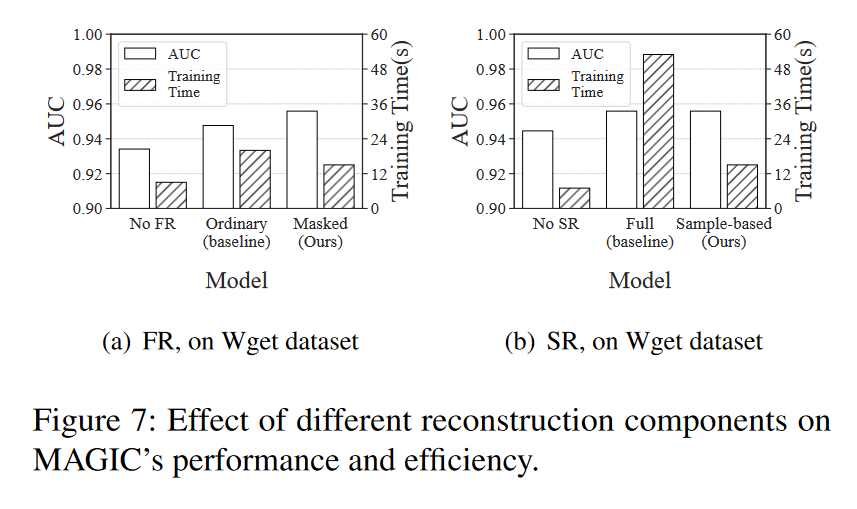 1.00
0.98
0.96
0.94
0.92
0.90
AUC
AUC
Training
Time
60
48
36
24
12
0
Training Time(s)
No FR
Ordinary
(baseline)
Masked
(Ours)
Model
(a) FR, on Wget dataset
1.00
0.98
0.96
0.94
0.92
0.90
AUC
AUC
Training
Time
60
48
36
24
12
0
Training Time(s)
No SR
Full
(baseline)
Sample-based
(Ours)
Model
(b) SR, on Wget dataset
Figure 7: Effect of different reconstruction components on
MAGIC's performance and efficiency.